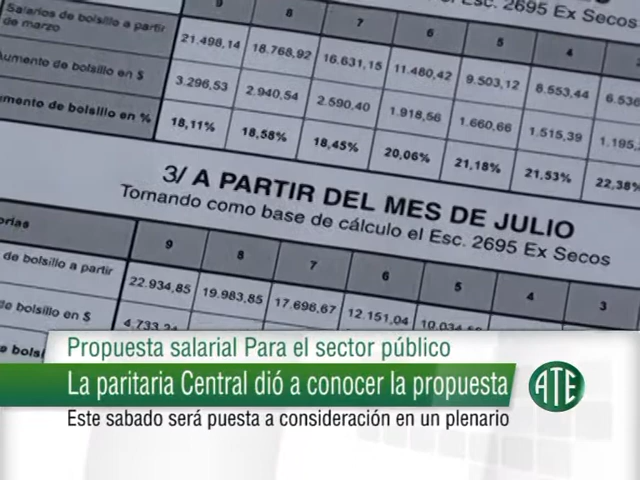 9 8 7 6 5 4
Esc. 2695 Ex Secos
Salarios de bolsillo a partir de marzo 21.498,14 18.768,92 16.631,15 11.480,42 9.503,12 8.553,44
Aumento de bolsillo en $ 3.296,53 2.940,54 2.590,40 1.918,56 1.660,66 1.515,39
de bolsillo en % 18,11% 18,58% 18,45% 20,06% 21,18% 21,53% 22,38%
3/ A PARTIR DEL MES DE JULIO
Tomando como base de cálculo el Esc. 2695 Ex Secos
9 8 7 6 5 4 3
de bolsillo a partir 22.934,85 19.983,85 17.696,67 12.151,04
de bolsillo en $
Propuesta salarial Para el sector público
La paritaria Central dió a conocer la propuesta
ATE
Este sabado será puesta a consideración en un plenario